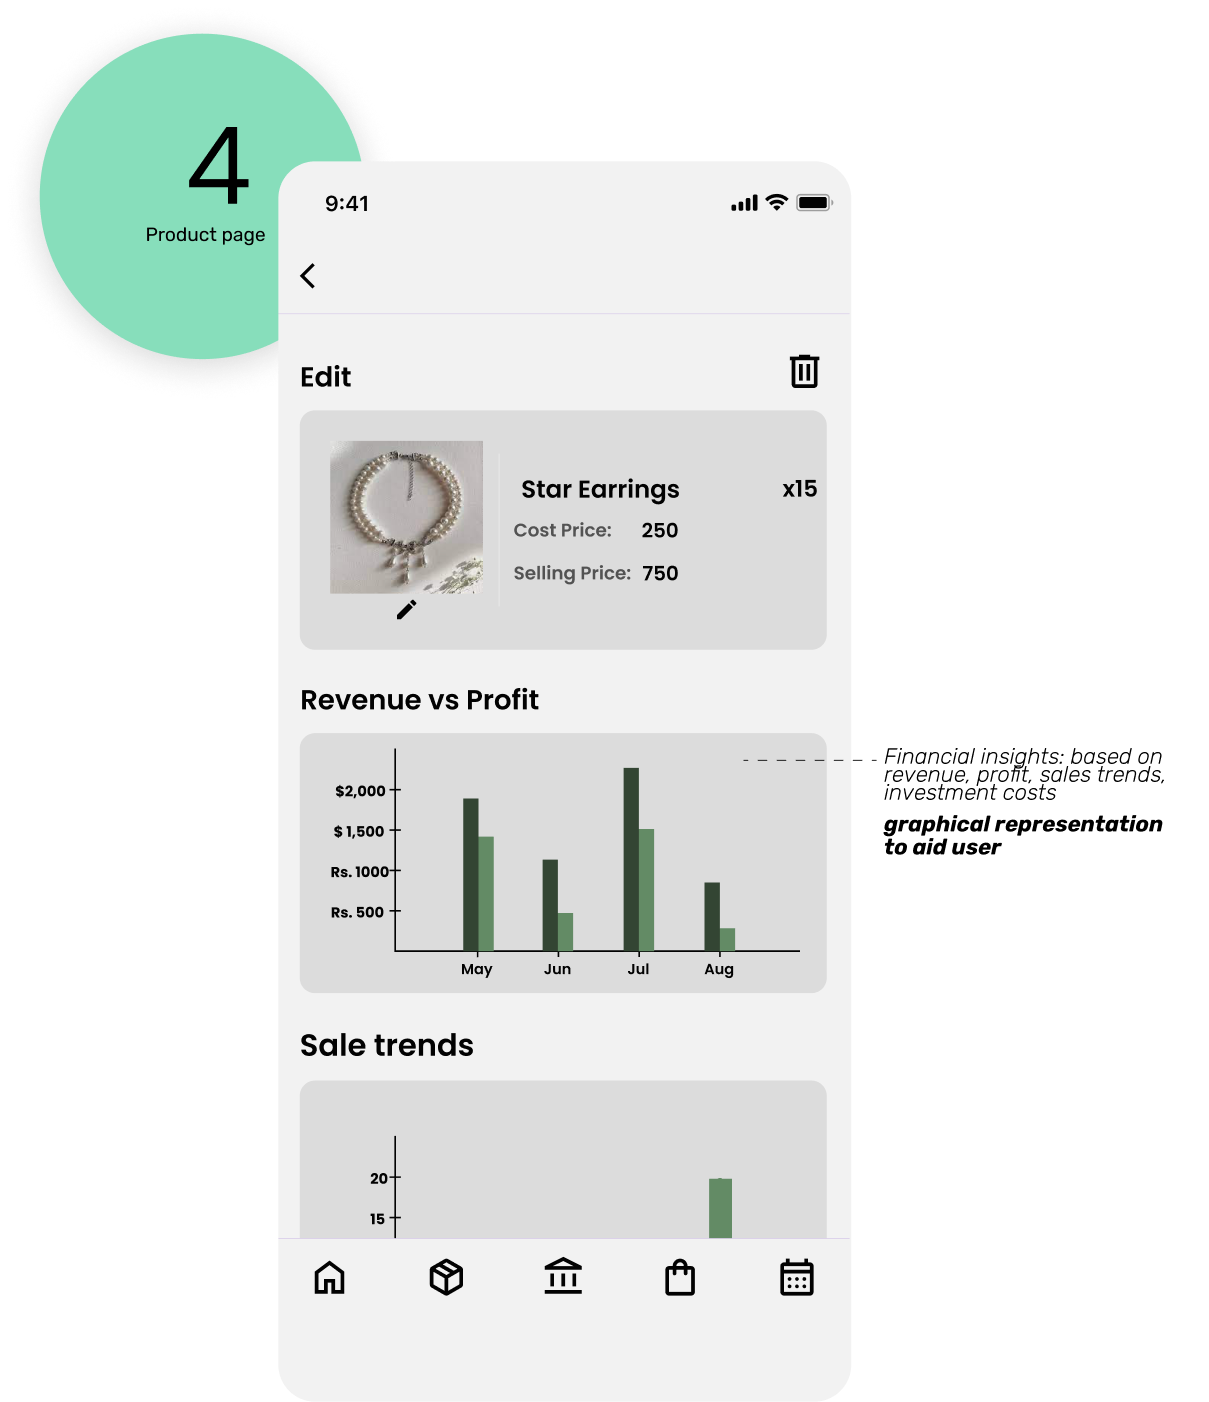 4
Product page
9:41
Edit
Star Earrings
x15
Cost Price: 250
Selling Price: 750
Revenue vs Profit
$2,000
$ 1,500
Rs. 1000
Rs. 500
May Jun Jul Aug
Financial insights: based on
revenue, profit, sales trends,
investment costs
graphical representation
to aid user
Sale trends
20
15